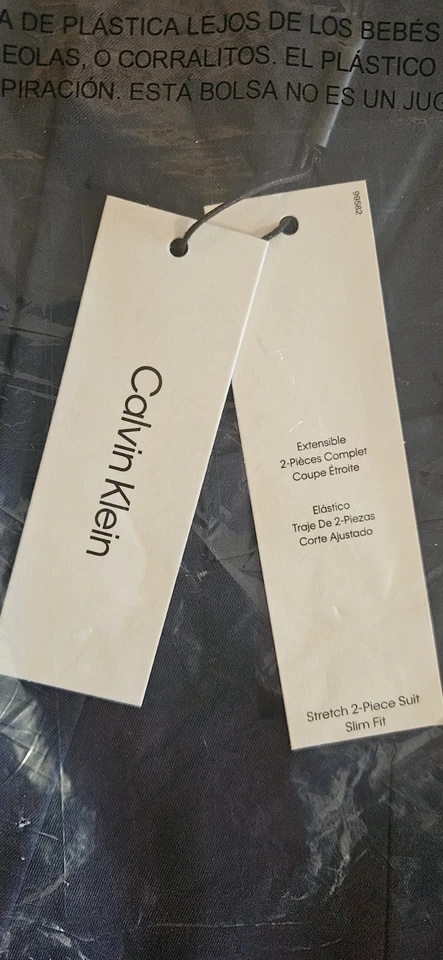 A DE PLÁSTICA LEJOS DE LOS BEBÉS
EOLAS, O CORRALITOS. EL PLÁSTICO
PIRACIÓN. ESTA BOLSA NO ES UN JUG
99582
Calvin Klein
Extensible
2-Pièces Complet
Coupe Étroite
Elástico
Traje De 2-Piezas
Corte Ajustado
Stretch 2-Piece Suit
Slim Fit